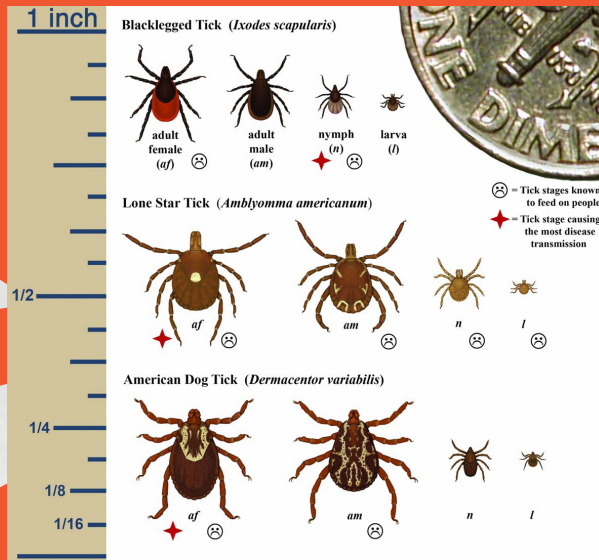 1 inch
1/2
1/4
1/8
1/16
Blacklegged Tick (Ixodes scapularis)
adult female (af)
adult male (am)
nymph (n)
larva (l)
ONE DIME
= Tick stages known
to feed on people
= Tick stage causing
the most disease
transmission
Lone Star Tick (Amblyomma americanum)
af
am
n
l
American Dog Tick (Dermacentor variabilis)
af
am
n
l